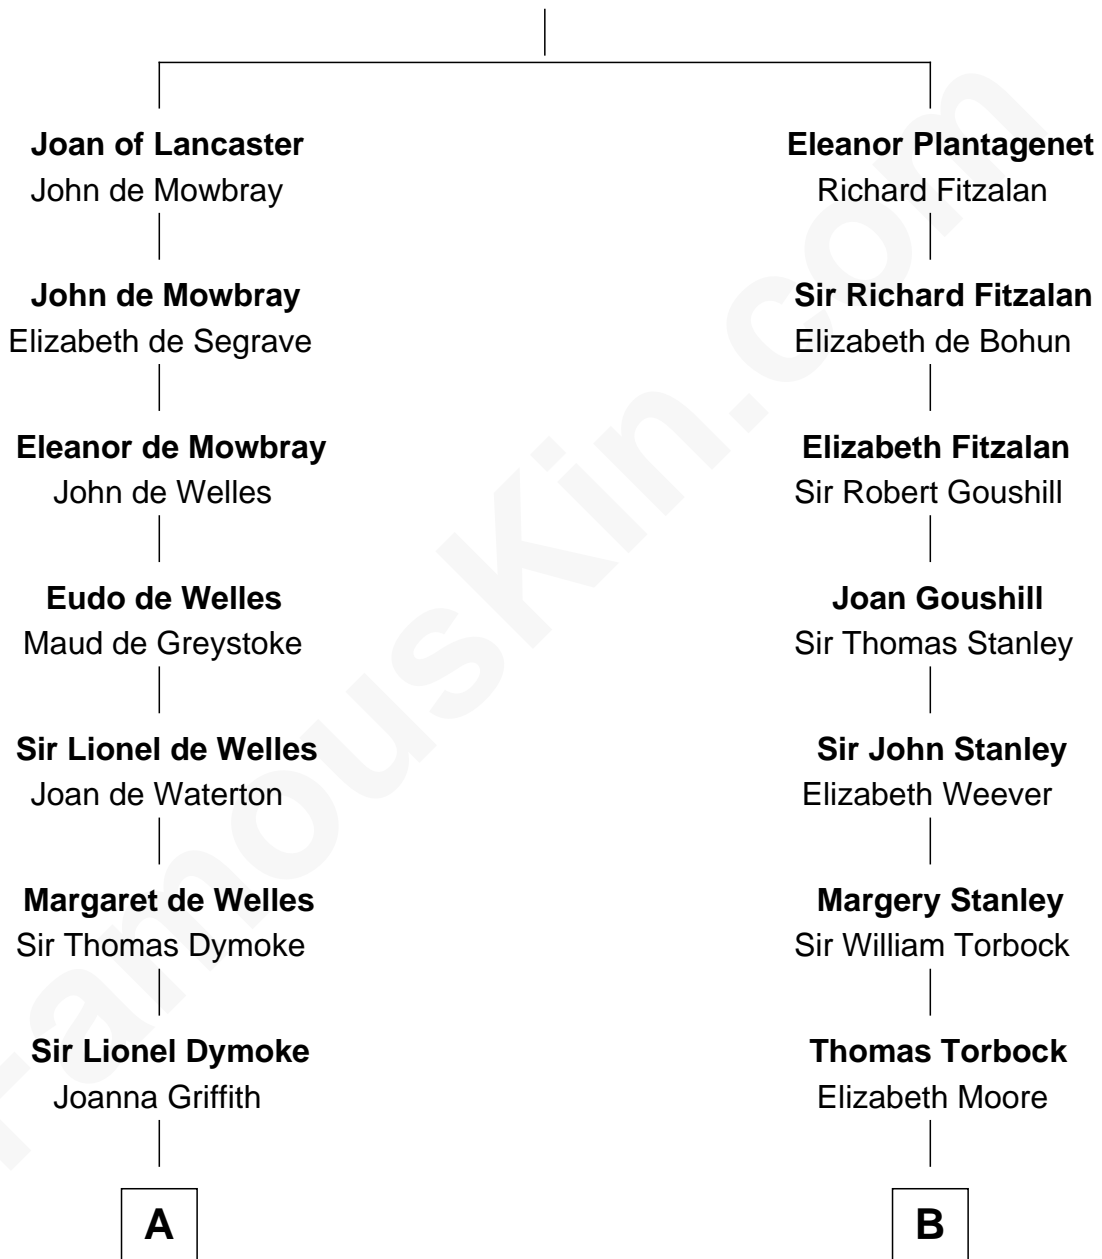 Joan of Lancaster
John de Mowbray
John de Mowbray
Elizabeth de Segrave
Eleanor de Mowbray
John de Welles
Eudo de Welles
Maud de Greystoke
Sir Lionel de Welles
Joan de Waterton
Margaret de Welles
Sir Thomas Dymoke
Sir Lionel Dymoke
Joanna Griffith
A
Eleanor Plantagenet
Richard Fitzalan
Sir Richard Fitzalan
Elizabeth de Bohun
Elizabeth Fitzalan
Sir Robert Goushill
Joan Goushill
Sir Thomas Stanley
Sir John Stanley
Elizabeth Weever
Margery Stanley
Sir William Torbock
Thomas Torbock
Elizabeth Moore
B
FamousKin.com